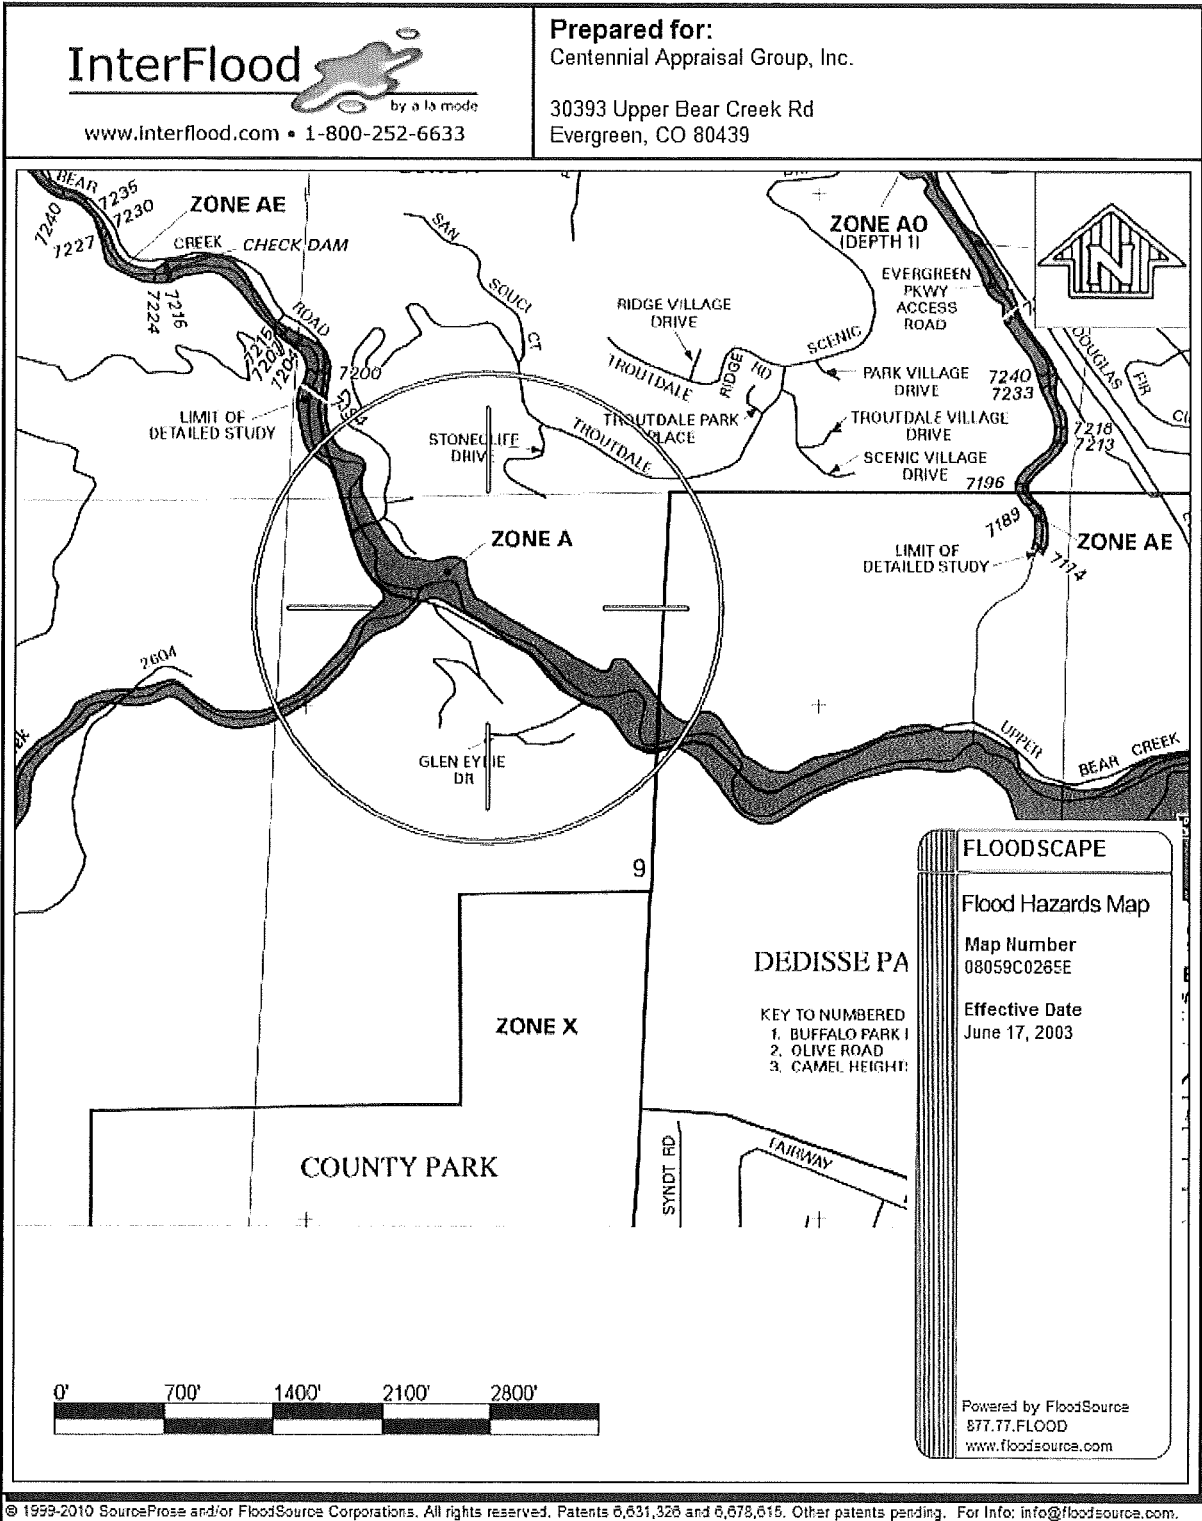 InterFlood
by a la mode
www.interflood.com • 1-800-252-6633
Prepared for:
Centennial Appraisal Group, Inc.
30393 Upper Bear Creek Rd
Evergreen, CO 80439
BEAR
7235
7230
7240
7227
ZONE AE
CREEK
CHECK DAM
7216
7224
ROAD
7215
7204
7200
LIMIT OF
DETAILED STUDY
SAN
SOUCI
CT
STONECLIFF
DRIVE
RIDGE VILLAGE
DRIVE
TROUTDALE
RIDGE
RD
SCENIC
TROUTDALE PARK
PLACE
TROUTDALE
PARK VILLAGE
DRIVE
TROUTDALE VILLAGE
DRIVE
SCENIC VILLAGE
DRIVE
ZONE AO
(DEPTH 1)
EVERGREEN
PKWY
ACCESS
ROAD
N
DOUGLAS
FIR
7240
7233
7218
7213
7196
7189
7174
ZONE AE
LIMIT OF
DETAILED STUDY
ZONE A
2604
GLEN EYRIE
DR
UPPER
BEAR CREEK
9
ZONE X
DEDISSE PA
KEY TO NUMBERED
1. BUFFALO PARK
2. OLIVE ROAD
3. CAMEL HEIGHT
COUNTY PARK
SYNDT RD
FAIRWAY
FLOODSCAPE
Flood Hazards Map
Map Number
08059C0265E
Effective Date
June 17, 2003
Powered by FloodSource
877.77.FLOOD
www.floodsource.com
0' 700' 1400' 2100' 2800'
© 1999-2010 SourceProse and/or FloodSource Corporations. All rights reserved. Patents 6,631,326 and 6,678,615. Other patents pending. For Info: info@floodsource.com.